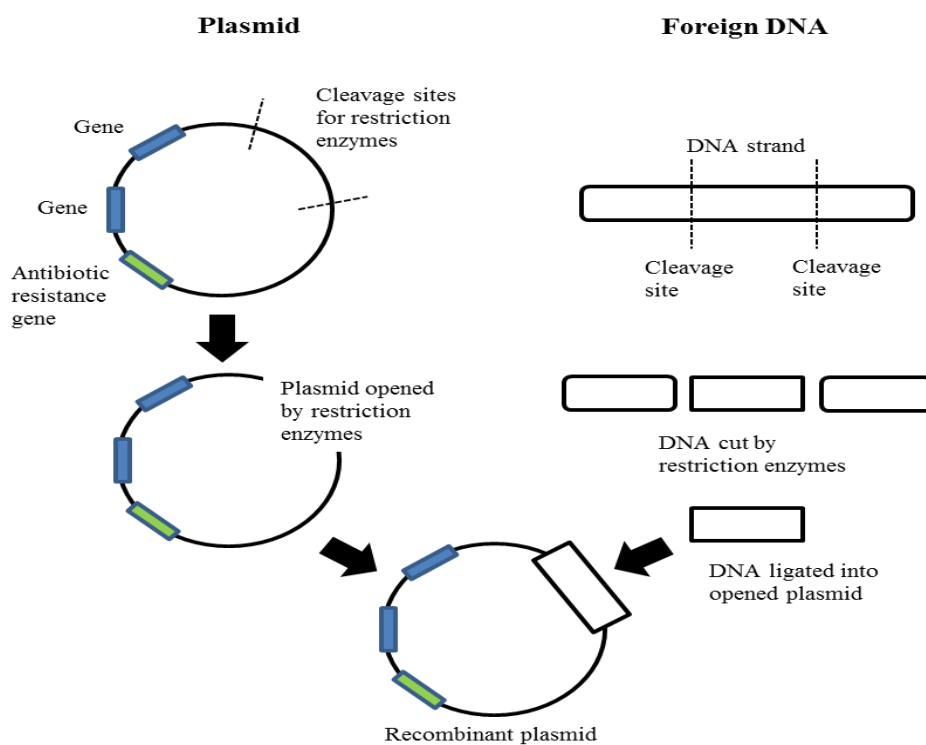 Plasmid
Foreign DNA
Gene
Cleavage sites
for restriction
enzymes
Gene
Antibiotic
resistance
gene
DNA strand
Cleavage
site
Cleavage
site
Plasmid opened
by restriction
enzymes
DNA cut by
restriction enzymes
DNA ligated into
opened plasmid
Recombinant plasmid